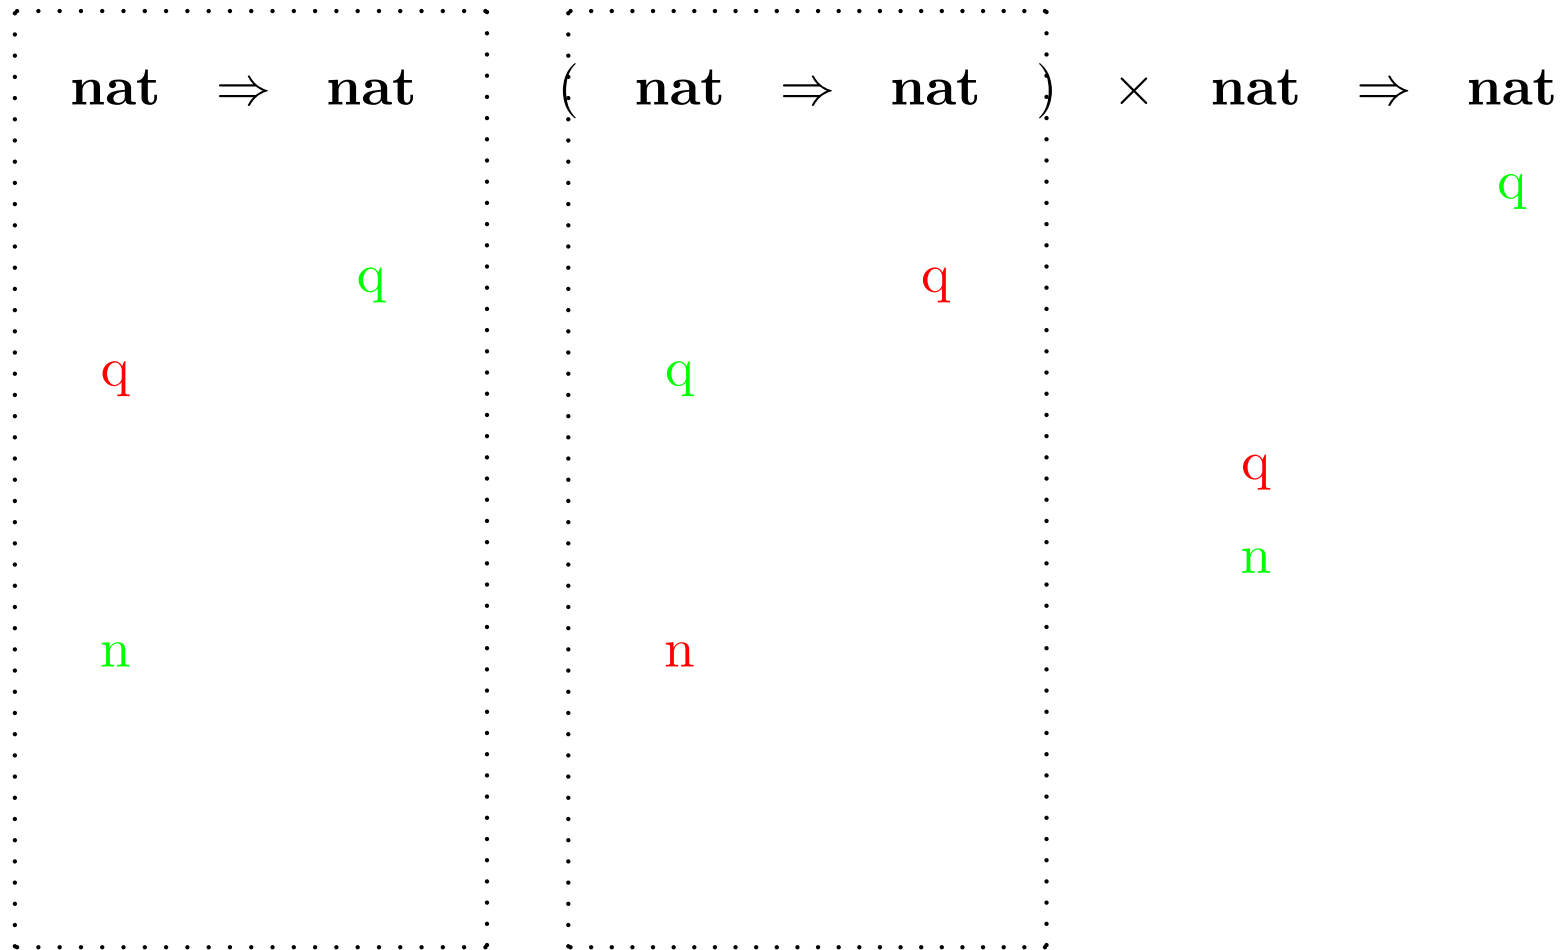 nat ⇒ nat ( nat ⇒ nat ) × nat ⇒ nat
q
q q
q q
q
n
n n